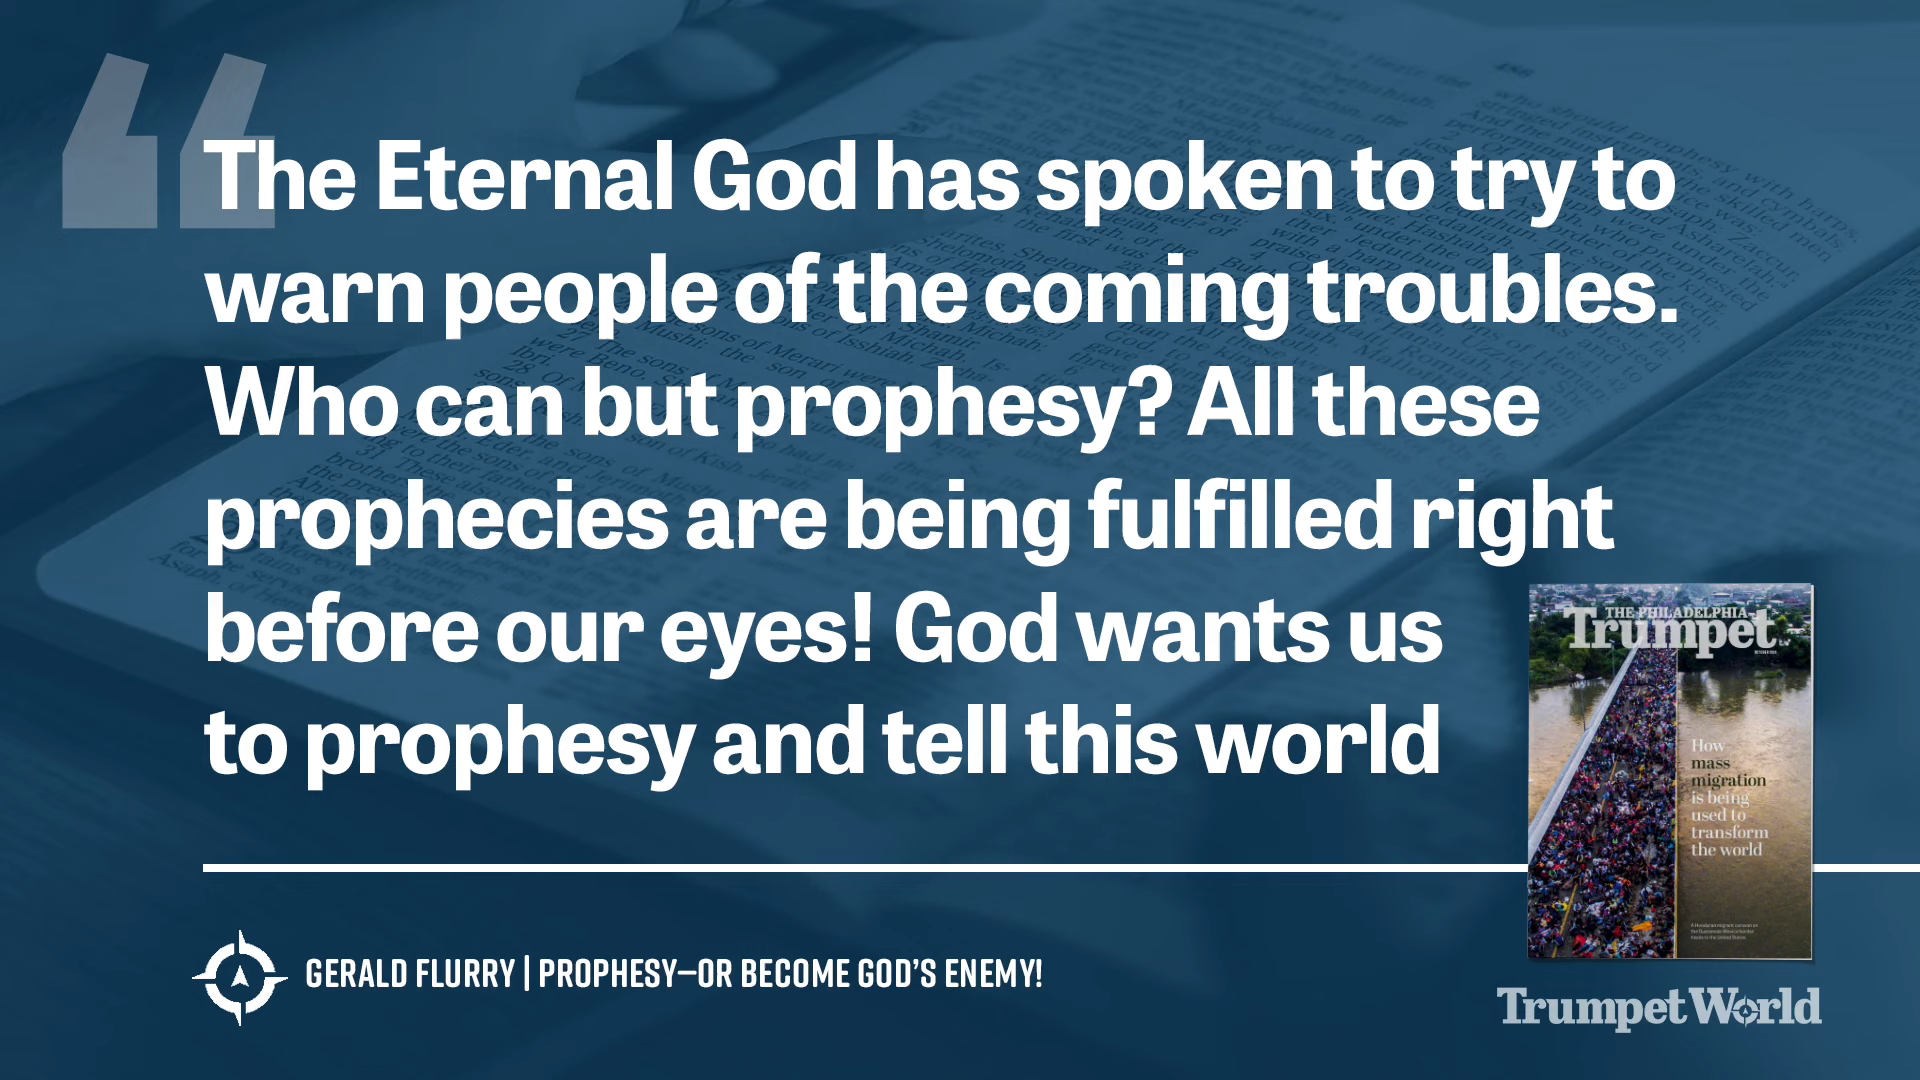 “
The Eternal God has spoken to try to
warn people of the coming troubles.
Who can but prophesy? All these
prophecies are being fulfilled right
before our eyes! God wants us
to prophesy and tell this world
THE PHILADELPHIA
Trumpet
How
mass
migration
is being
used to
transform
the world
GERALD FLURRY | PROPHESY—OR BECOME GOD’S ENEMY!
Trumpet World